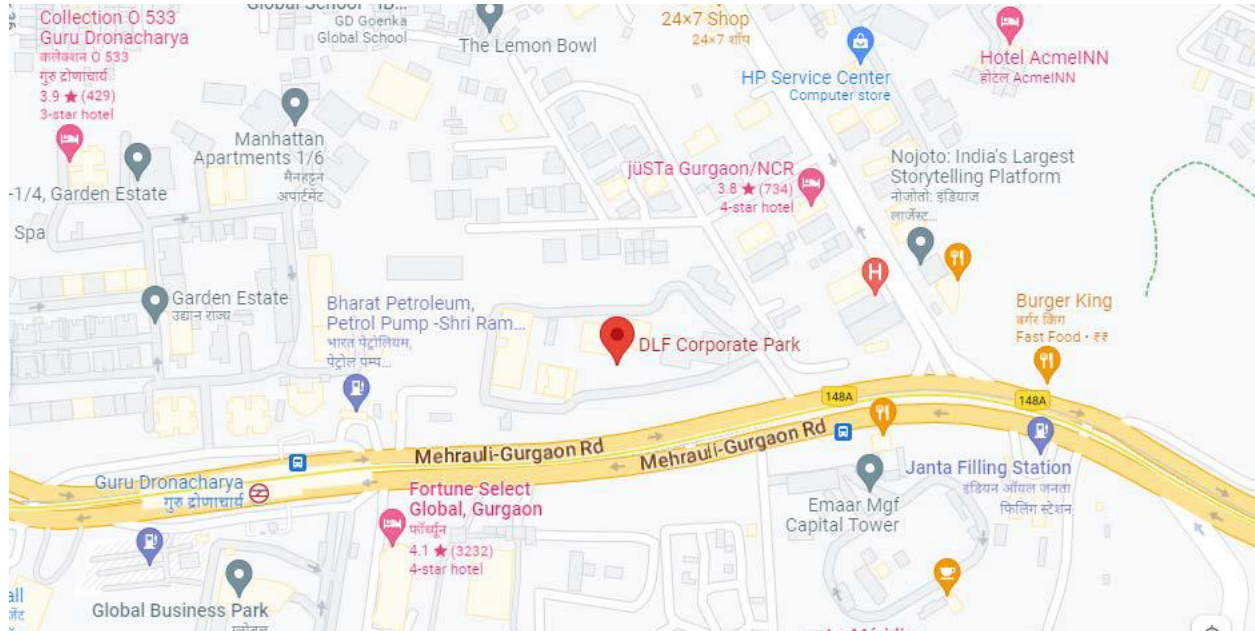 Collection O 533
Guru Dronacharya
कलेक्शन O 533
गुरु द्रोणाचार्य
3.9 ★ (429)
3-star hotel
Global School - IB...
GD Goenka
Global School
The Lemon Bowl
24×7 Shop
24×7 शॉप
HP Service Center
Computer store
Hotel AcmeINN
होटल AcmeINN
Manhattan
Apartments 1/6
मैनहट्टन
अपार्टमेंट
-1/4, Garden Estate
Spa
jüSTa Gurgaon/NCR
3.8 ★ (734)
4-star hotel
Nojoto: India's Largest
Storytelling Platform
नोजोतो: इंडियाज
लार्जेस्ट...
H
Garden Estate
उद्यान राज्य
Bharat Petroleum,
Petrol Pump -Shri Ram...
भारत पेट्रोलियम,
पेट्रोल पम्प...
DLF Corporate Park
Burger King
बर्गर किंग
Fast Food • ₹₹
148A
148A
Mehrauli-Gurgaon Rd
Mehrauli-Gurgaon Rd
Guru Dronacharya
गुरु द्रोणाचार्य
Fortune Select
Global, Gurgaon
फॉर्च्यून
4.1 ★ (3232)
4-star hotel
Emaar Mgf
Capital Tower
Janta Filling Station
इंडियन ऑयल जनता
फिलिंग स्टेशन
Global Business Park